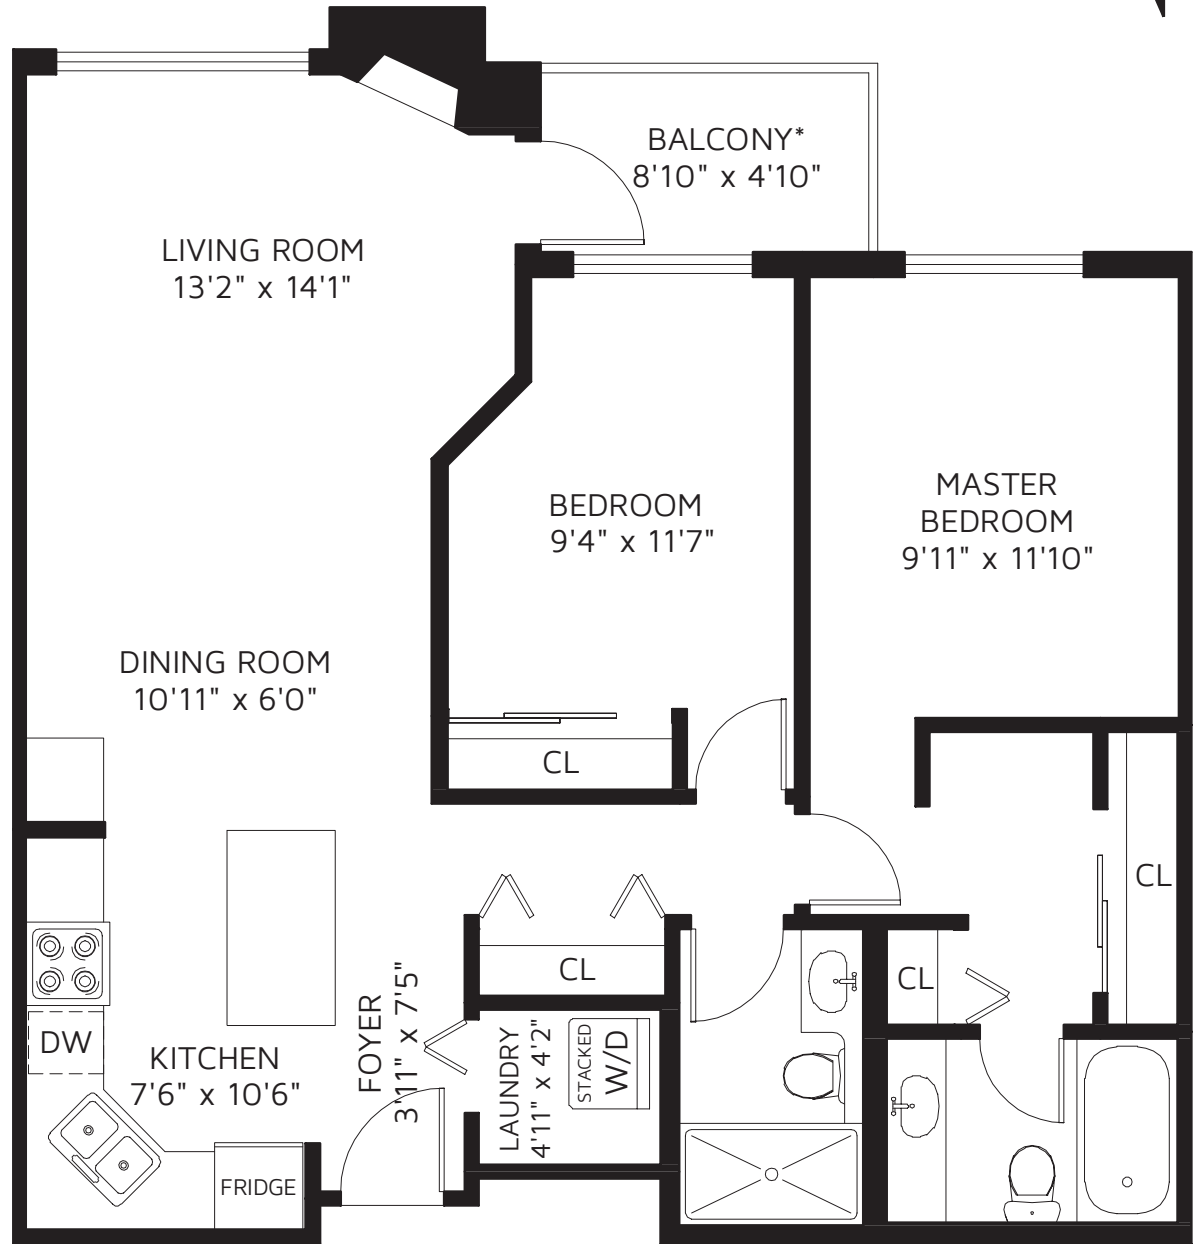 BALCONY*
8'10" x 4'10"
LIVING ROOM
13'2" x 14'1"
BEDROOM
9'4" x 11'7"
MASTER
BEDROOM
9'11" x 11'10"
DINING ROOM
10'11" x 6'0"
CL
CL
CL
CL
DW
KITCHEN
7'6" x 10'6"
FOYER
3'11" x 7'5"
LAUNDRY
4'11" x 4'2"
STACKED
W/D
FRIDGE